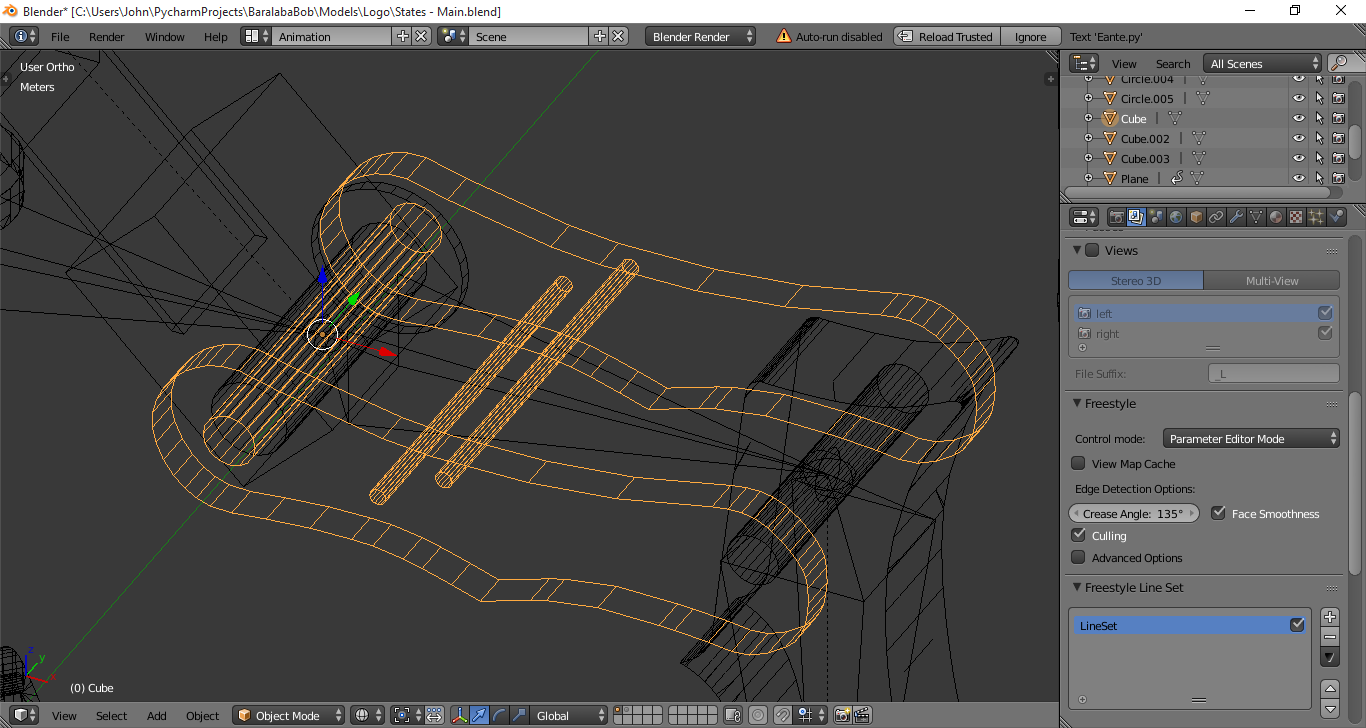 Blender* [C:\Users\John\PycharmProjects\BaralabaBob\Models\Logo\States - Main.blend]
File Render Window Help Animation Scene Blender Render Auto-run disabled Reload Trusted Ignore Text 'Eante.py'
User Ortho
Meters
View Search All Scenes
Circle.004
Circle.005
Cube
Cube.002
Cube.003
Plane
Views
Stereo 3D Multi-View
left
right
File Suffix: _L
Freestyle
Control mode: Parameter Editor Mode
View Map Cache
Edge Detection Options:
Crease Angle: 135° Face Smoothness
Culling
Advanced Options
Freestyle Line Set
LineSet
z
y
(0) Cube
View Select Add Object Object Mode Global